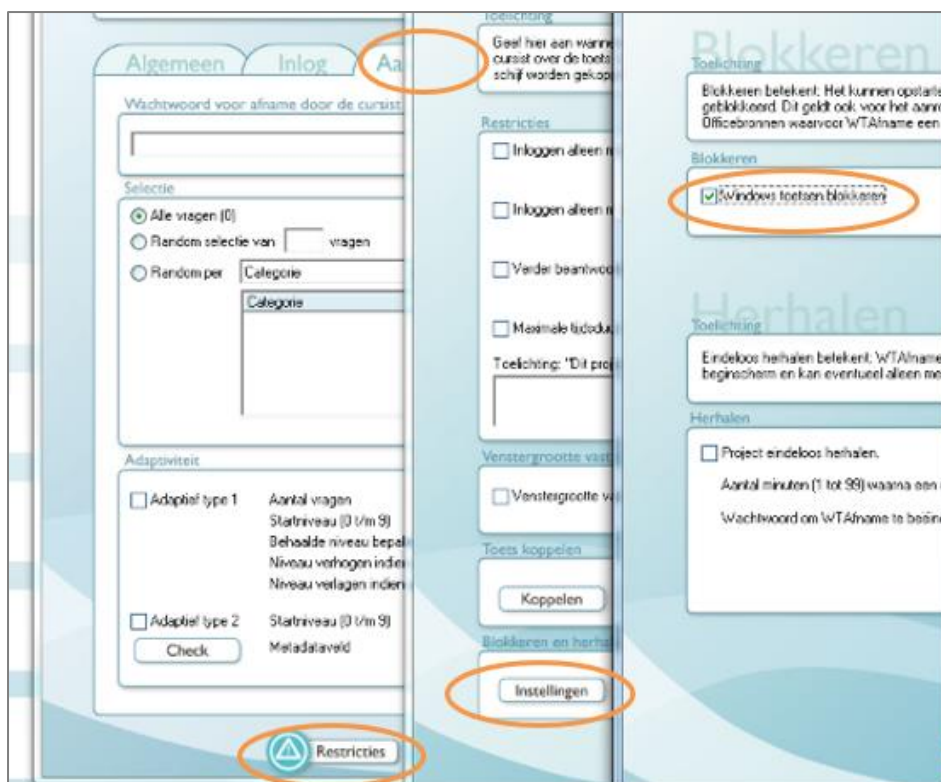 Algemeen
Inlog
Aa
Wachtwoord voor afname door de cursist
Selectie
Alle vragen (0)
Random selectie van vragen
Random per Categorie
Categorie
Adaptiviteit
Adaptief type 1 Aantal vragen
Startniveau (0 t/m 9)
Behaalde niveau bepal
Niveau verhogen indien
Niveau verlagen indien
Adaptief type 2 Startniveau (0 t/m 9)
Check Metadataveld
Restricties
Toelichting
Geef hier aan wanne
cursist over de toets
schijf worden gekop
Restricties
Inloggen alleen m
Inloggen alleen m
Verder beantwoo
Maximale tijdsduu
Toelichting: "Dit proj
Venstergrootte vast
Venstergrootte va
Toets koppelen
Koppelen
Blokkeren en herha
Instellingen
Blokkeren
Toelichting
Blokkeren betekent: Het kunnen opstarte
geblokkeerd. Dit geldt ook voor het aanro
Officebronnen waarvoor WTAfname een
Blokkeren
Windows toetsen blokkeren
Herhalen
Toelichting
Eindeloos herhalen betekent: WTAfname
beginscherm en kan eventueel alleen me
Herhalen
Project eindeloos herhalen.
Aantal minuten (1 tot 99) waarna een
Wachtwoord om WTAfname te beëin